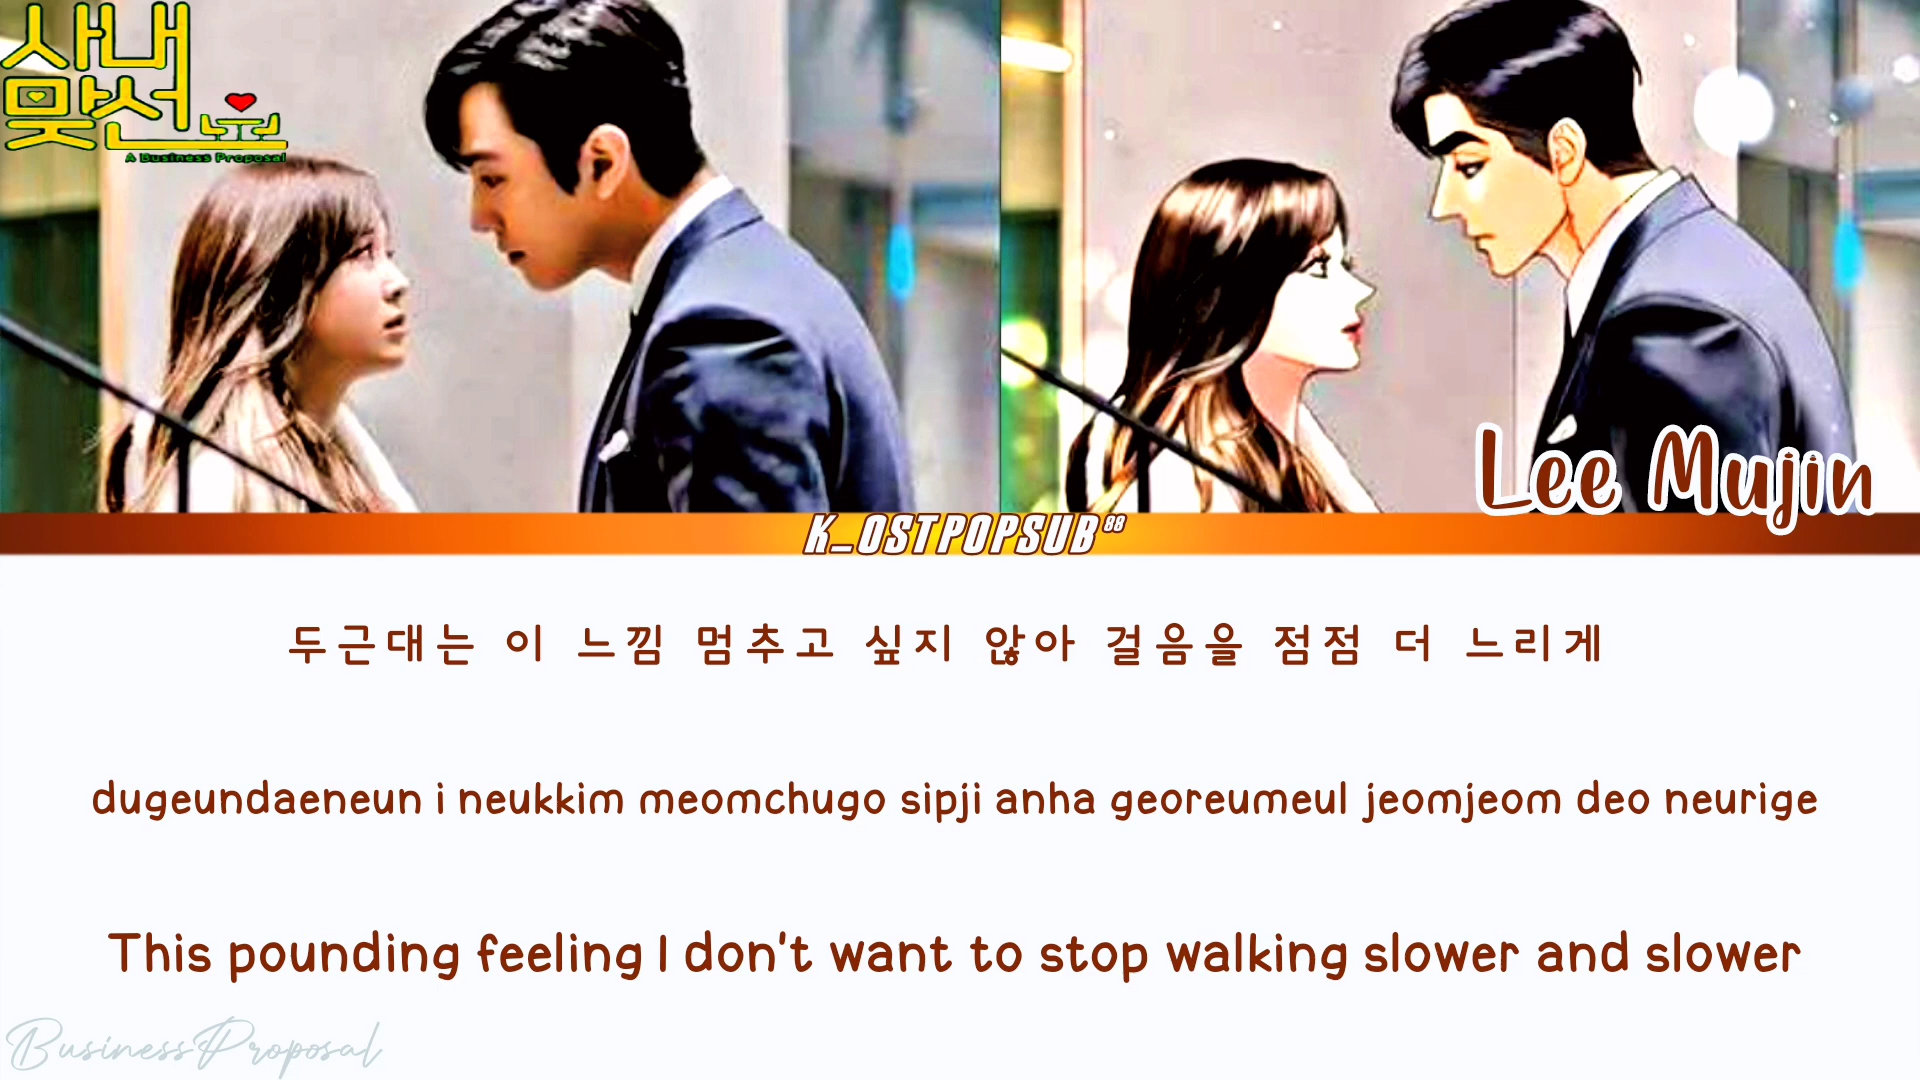 사내
맞선
A Business Proposal
Lee Mujin
K_OSTPOPSUB88
두근대는 이 느낌 멈추고 싶지 않아 걸음을 점점 더 느리게
dugeundaeneun i neukkim meomchugo sipji anha georeumeul jeomjeom deo neurige
This pounding feeling I don't want to stop walking slower and slower
Business Proposal